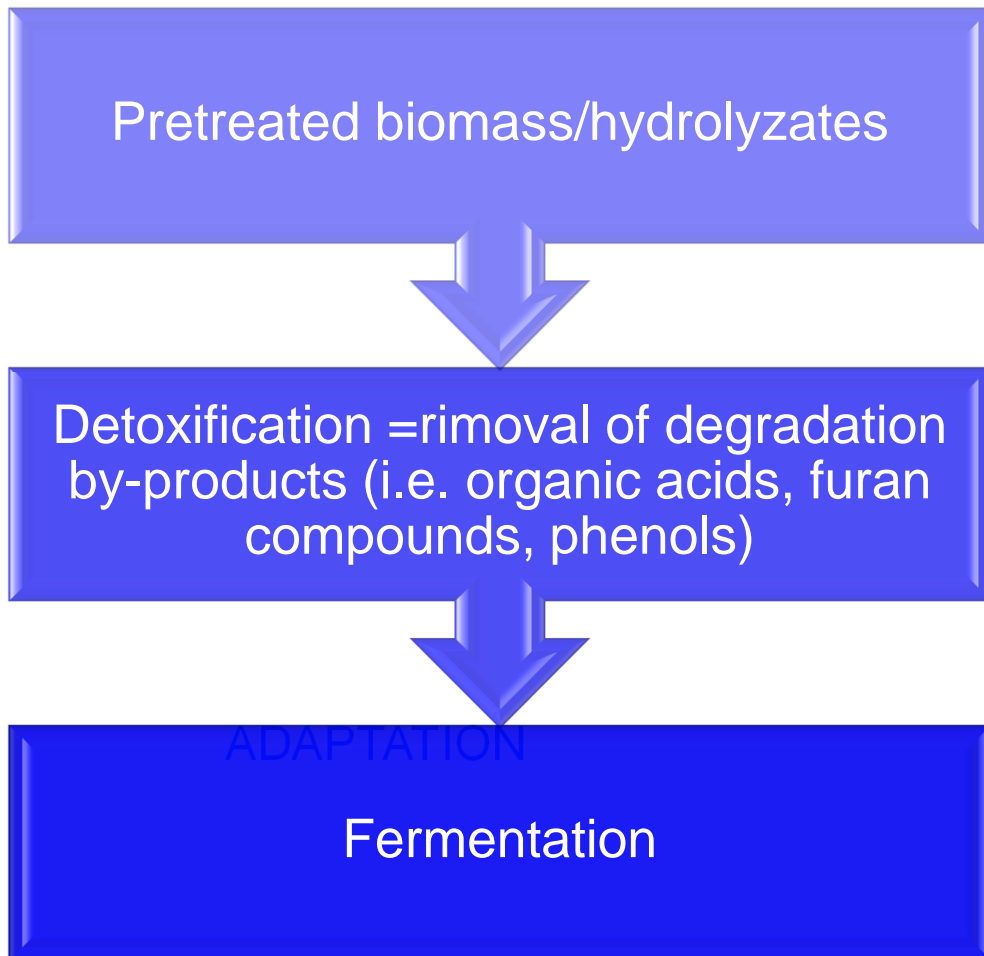 Pretreated biomass/hydrolyzates
Detoxification =rimoval of degradation
by-products (i.e. organic acids, furan
compounds, phenols)
ADAPTATION
Fermentation